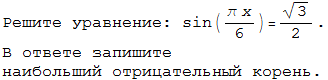 Решите уравнение: sin(πx/6)=√3/2.
В ответе запишите
наибольший отрицательный корень.